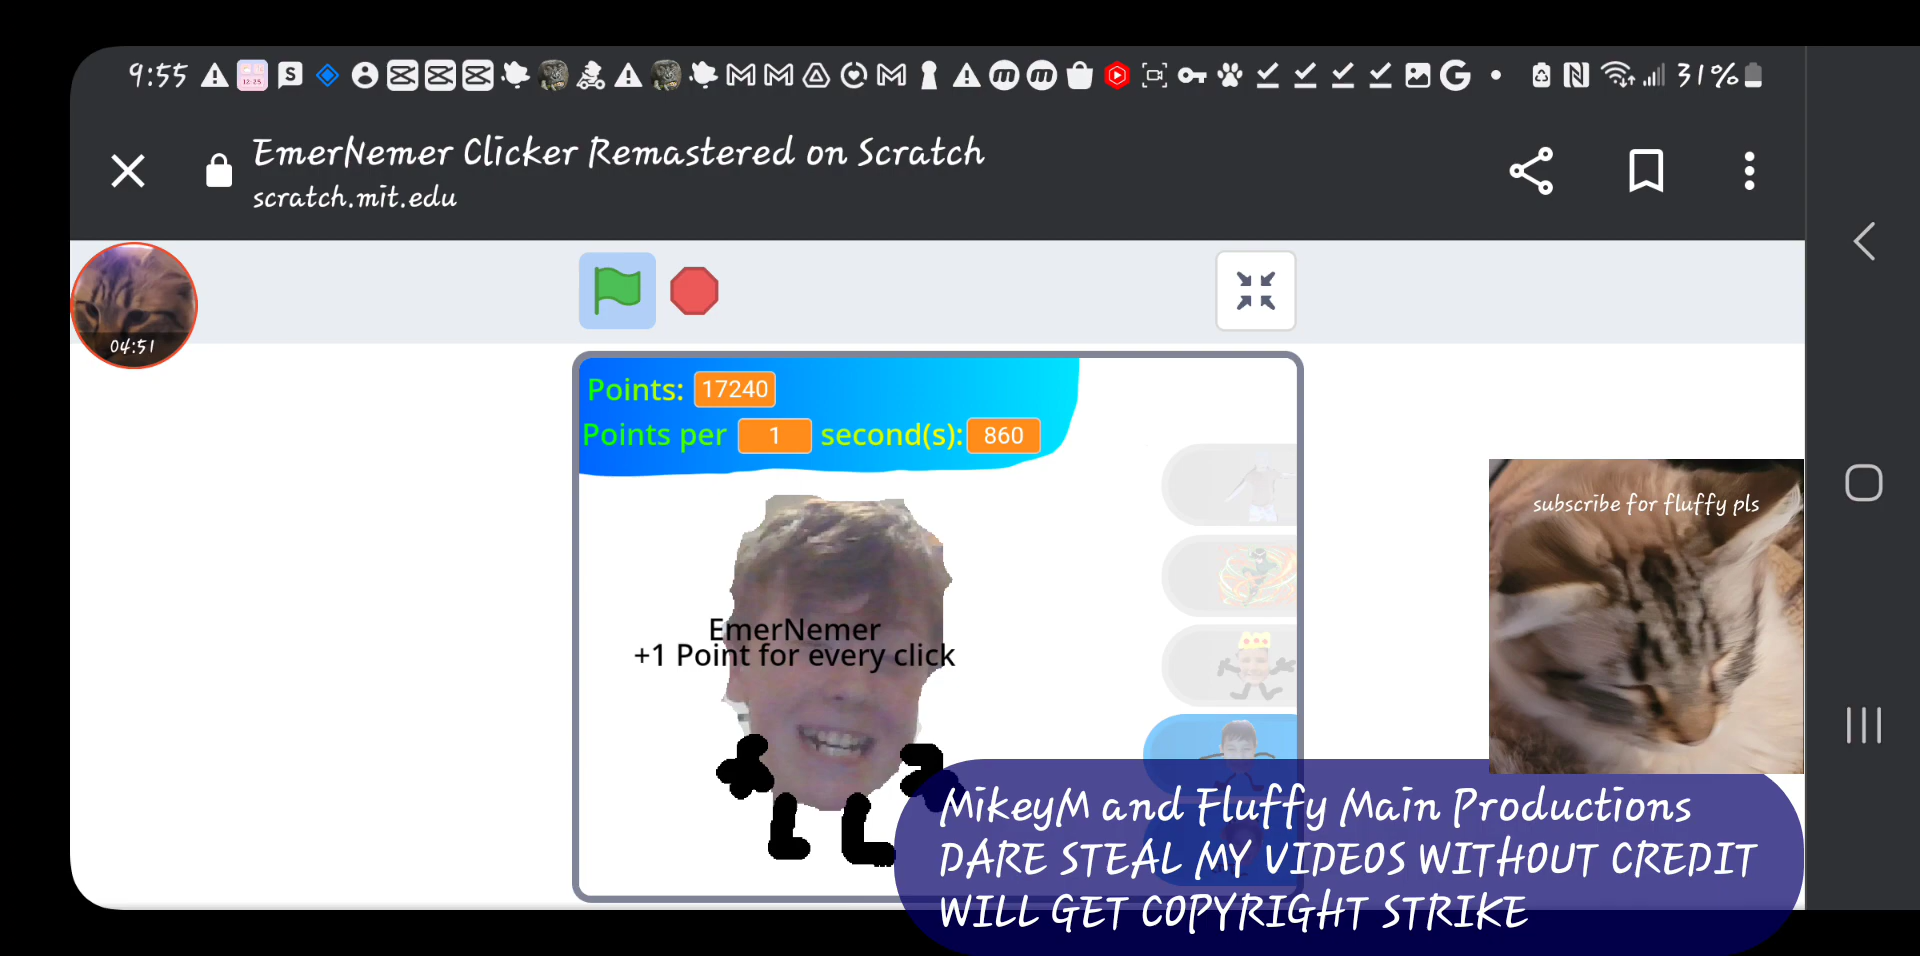 9:55
12:25
S
31%
EmerNemer Clicker Remastered on Scratch
scratch.mit.edu
04:51
Points: 17240
Points per 1 second(s): 860
subscribe for fluffy pls
EmerNemer
+1 Point for every click
MikeyM and Fluffy Main Productions
DARE STEAL MY VIDEOS WITHOUT CREDIT
WILL GET COPYRIGHT STRIKE